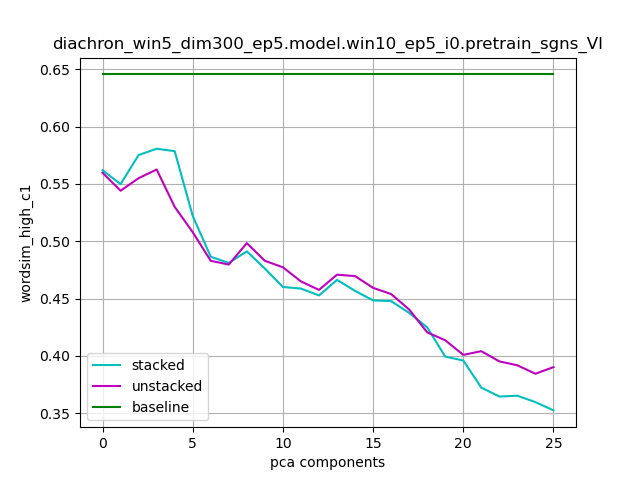 diachron_win5_dim300_ep5.model.win10_ep5_i0.pretrain_sgns_VI
0.65
0.60
0.55
0.50
0.45
0.40
0.35
wordsim_high_c1
stacked
unstacked
baseline
0 5 10 15 20 25
pca components